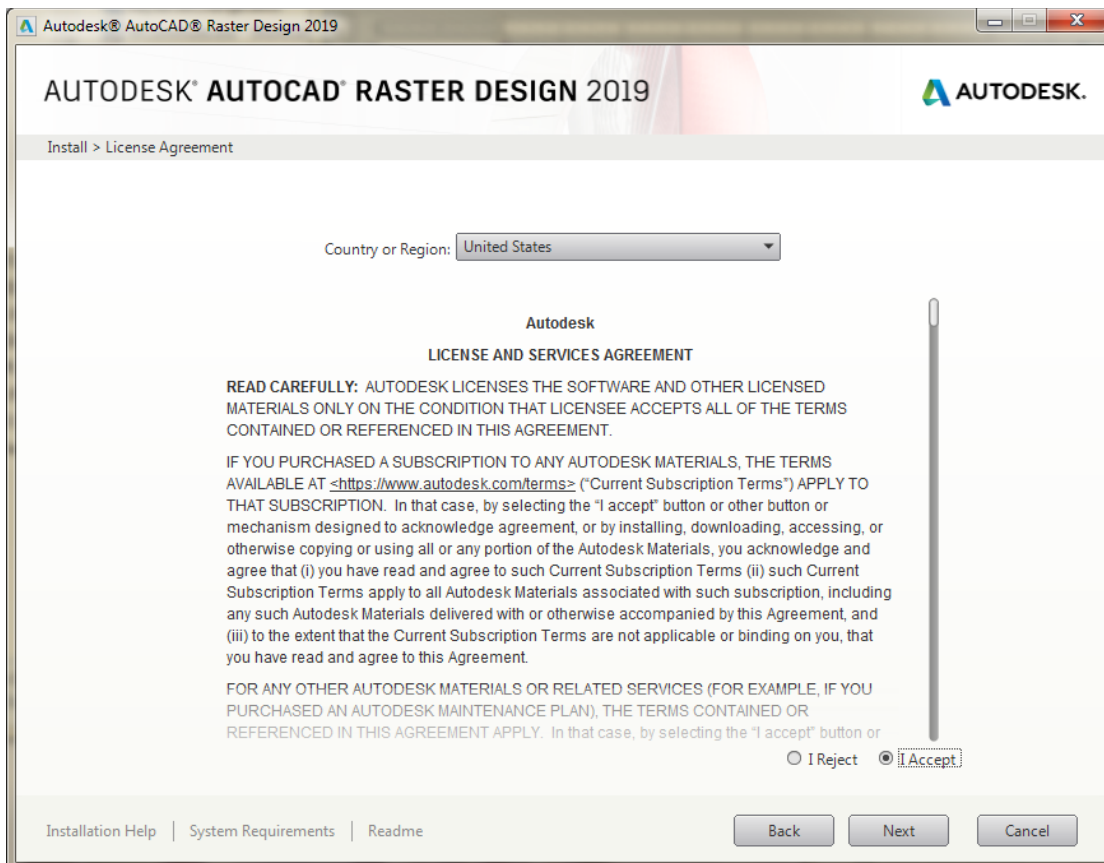 Autodesk® AutoCAD® Raster Design 2019
AUTODESK® AUTOCAD® RASTER DESIGN 2019
AUTODESK.
Install > License Agreement
Country or Region: United States
Autodesk
LICENSE AND SERVICES AGREEMENT
READ CAREFULLY: AUTODESK LICENSES THE SOFTWARE AND OTHER LICENSED
MATERIALS ONLY ON THE CONDITION THAT LICENSEE ACCEPTS ALL OF THE TERMS
CONTAINED OR REFERENCED IN THIS AGREEMENT.
IF YOU PURCHASED A SUBSCRIPTION TO ANY AUTODESK MATERIALS, THE TERMS
AVAILABLE AT <https://www.autodesk.com/terms> (“Current Subscription Terms”) APPLY TO
THAT SUBSCRIPTION. In that case, by selecting the “I accept” button or other button or
mechanism designed to acknowledge agreement, or by installing, downloading, accessing, or
otherwise copying or using all or any portion of the Autodesk Materials, you acknowledge and
agree that (i) you have read and agree to such Current Subscription Terms (ii) such Current
Subscription Terms apply to all Autodesk Materials associated with such subscription, including
any such Autodesk Materials delivered with or otherwise accompanied by this Agreement, and
(iii) to the extent that the Current Subscription Terms are not applicable or binding on you, that
you have read and agree to this Agreement.
FOR ANY OTHER AUTODESK MATERIALS OR RELATED SERVICES (FOR EXAMPLE, IF YOU
PURCHASED AN AUTODESK MAINTENANCE PLAN), THE TERMS CONTAINED OR
REFERENCED IN THIS AGREEMENT APPLY. In that case, by selecting the “I accept” button or
I Reject I Accept
Installation Help | System Requirements | Readme Back Next Cancel